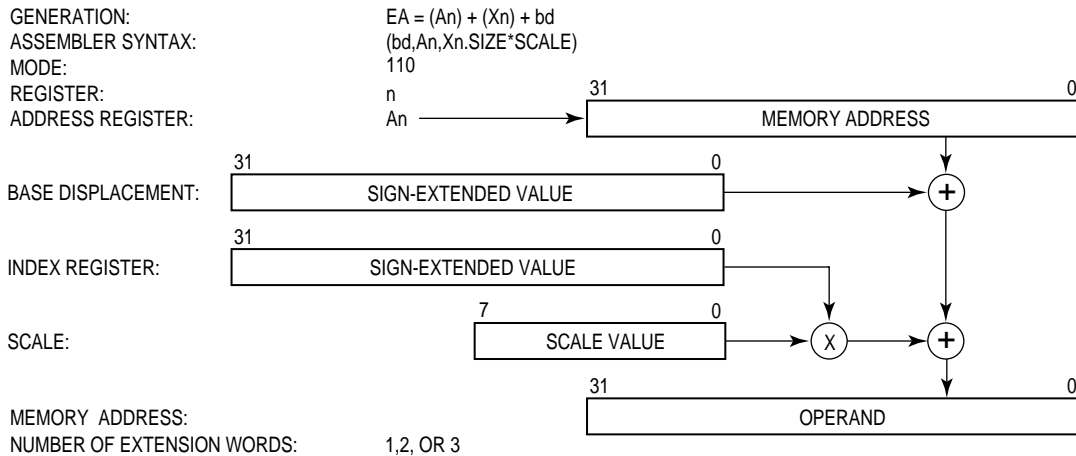 GENERATION: EA = (An) + (Xn) + bd
ASSEMBLER SYNTAX: (bd,An,Xn.SIZE*SCALE)
MODE: 110
REGISTER: n 31 0
ADDRESS REGISTER: An MEMORY ADDRESS
31 0
BASE DISPLACEMENT: SIGN-EXTENDED VALUE +
31 0
INDEX REGISTER: SIGN-EXTENDED VALUE
7 0
SCALE: SCALE VALUE X +
31 0
MEMORY ADDRESS: OPERAND
NUMBER OF EXTENSION WORDS: 1,2, OR 3